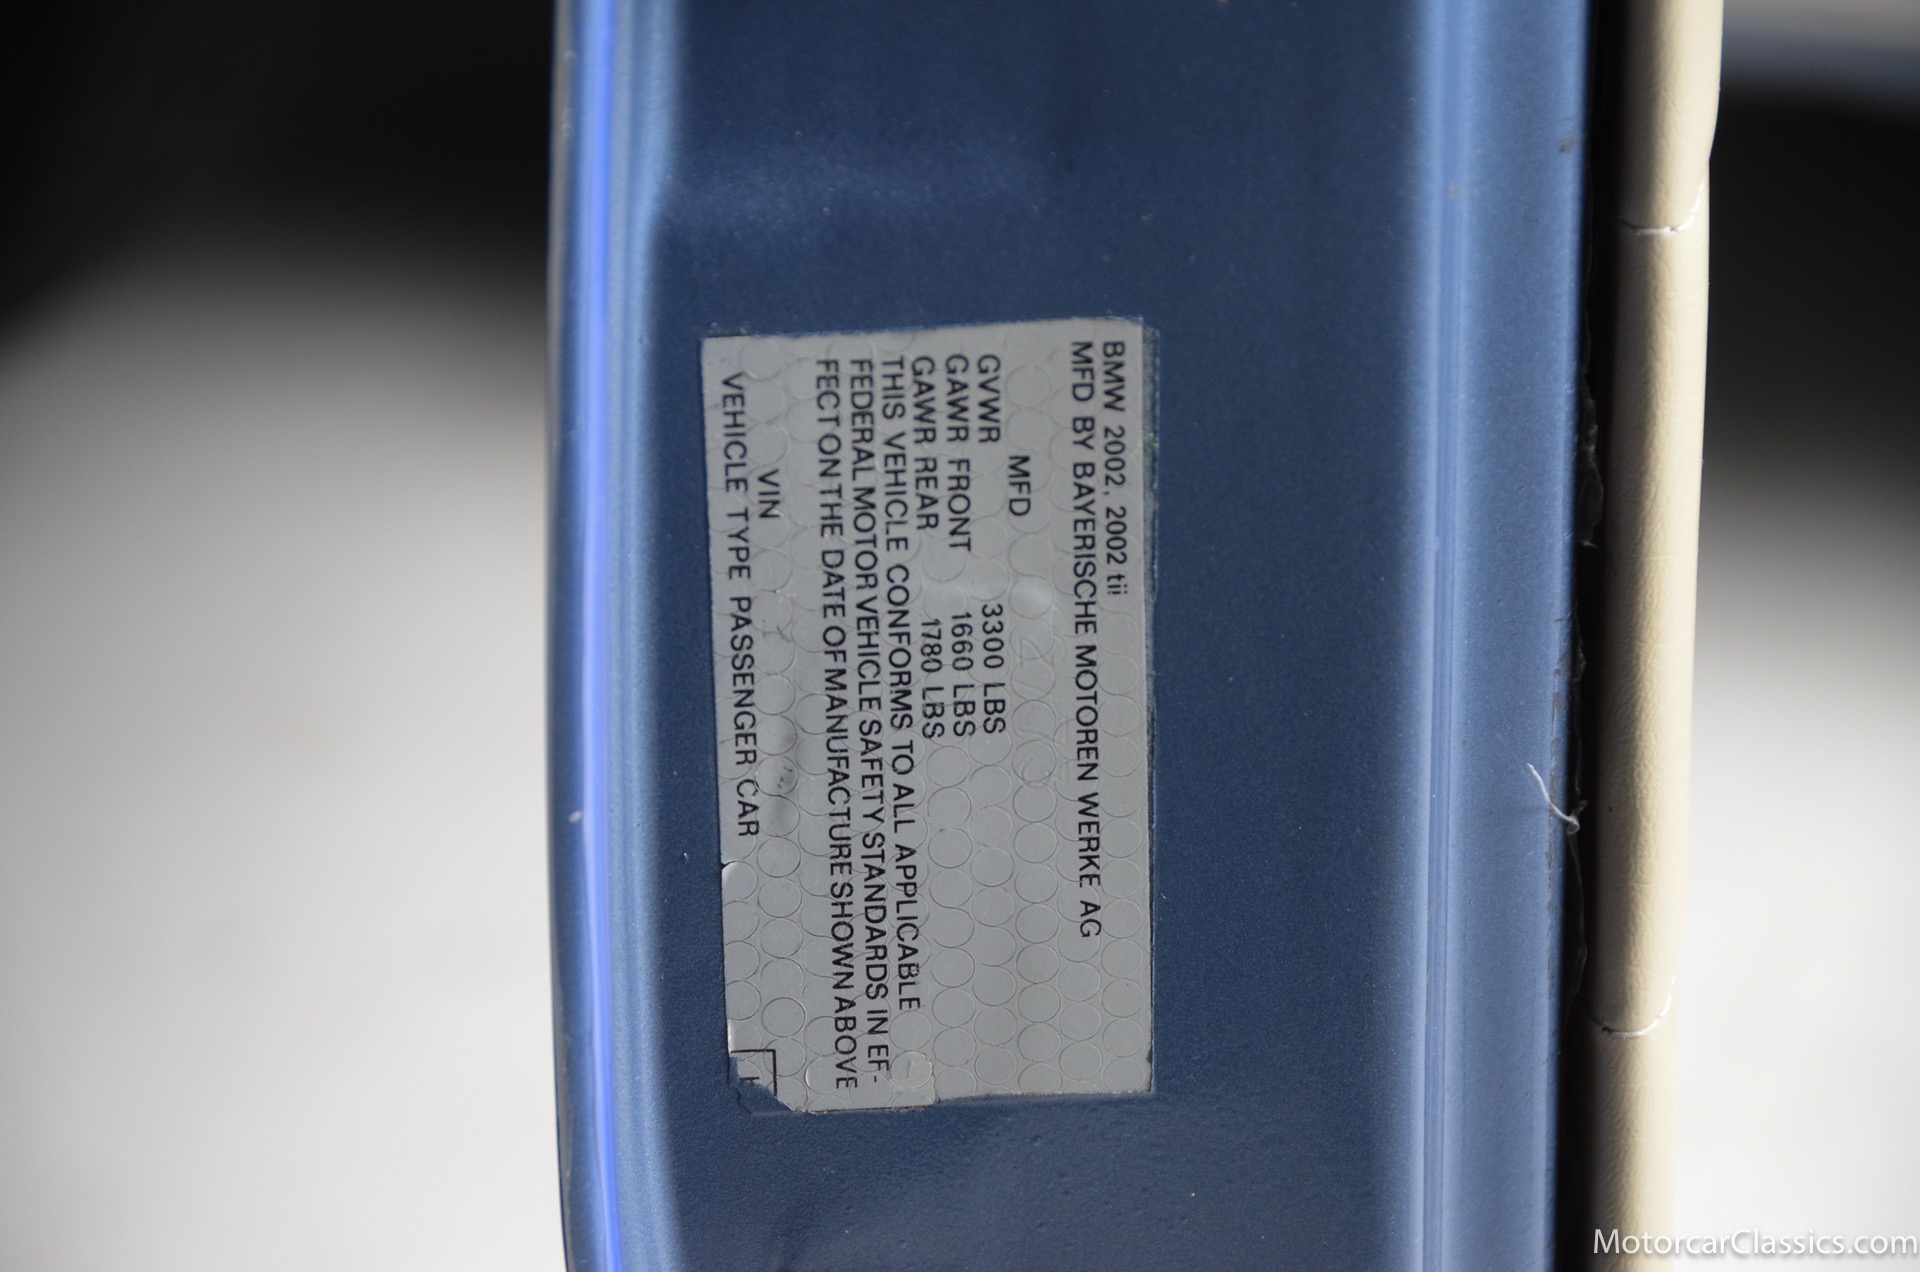 BMW 2002, 2002 tii
MFD BY BAYERISCHE MOTOREN WERKE AG
MFD
GVWR 3300 LBS
GAWR FRONT 1660 LBS
GAWR REAR 1780 LBS
THIS VEHICLE CONFORMS TO ALL APPLICABLE
FEDERAL MOTOR VEHICLE SAFETY STANDARDS IN EF-
FECT ON THE DATE OF MANUFACTURE SHOWN ABOVE
VIN
VEHICLE TYPE PASSENGER CAR
MotorcarClassics.com